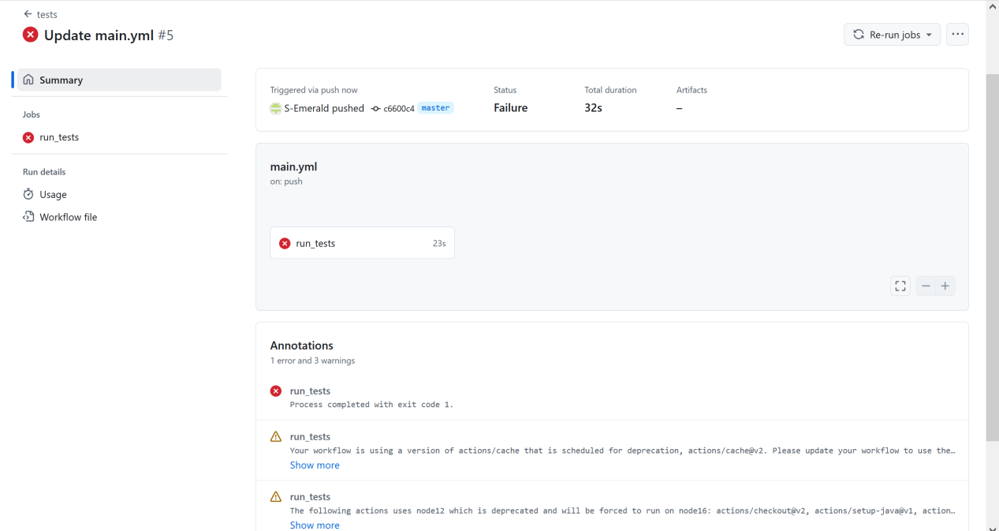 tests
Update main.yml #5
Re-run jobs
Summary
Jobs
run_tests
Run details
Usage
Workflow file
Triggered via push now
S-Emerald pushed c6600c4 master
Status
Failure
Total duration
32s
Artifacts
–
main.yml
on: push
run_tests 23s
Annotations
1 error and 3 warnings
run_tests
Process completed with exit code 1.
run_tests
Your workflow is using a version of actions/cache that is scheduled for deprecation, actions/cache@v2. Please update your workflow to use the…
Show more
run_tests
The following actions uses node12 which is deprecated and will be forced to run on node16: actions/checkout@v2, actions/setup-java@v1, action…
Show more